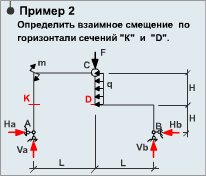 Пример 2
Определить взаимное смещение по
горизонтали сечений "K" и "D".
F
m
C
q
H
K
D
H
Ha
A
B
Hb
Va
Vb
L
L